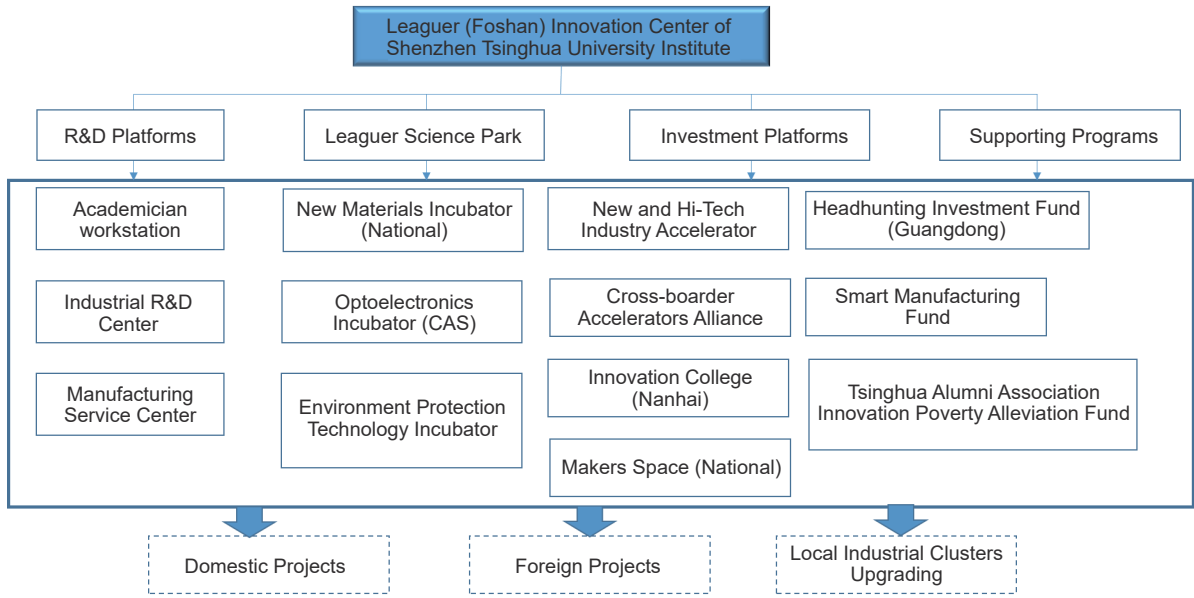 Leaguer (Foshan) Innovation Center of
Shenzhen Tsinghua University Institute
R&D Platforms
Leaguer Science Park
Investment Platforms
Supporting Programs
Academician
workstation
New Materials Incubator
(National)
New and Hi-Tech
Industry Accelerator
Headhunting Investment Fund
(Guangdong)
Industrial R&D
Center
Optoelectronics
Incubator (CAS)
Cross-boarder
Accelerators Alliance
Smart Manufacturing
Fund
Manufacturing
Service Center
Environment Protection
Technology Incubator
Innovation College
(Nanhai)
Tsinghua Alumni Association
Innovation Poverty Alleviation Fund
Makers Space (National)
Domestic Projects
Foreign Projects
Local Industrial Clusters
Upgrading